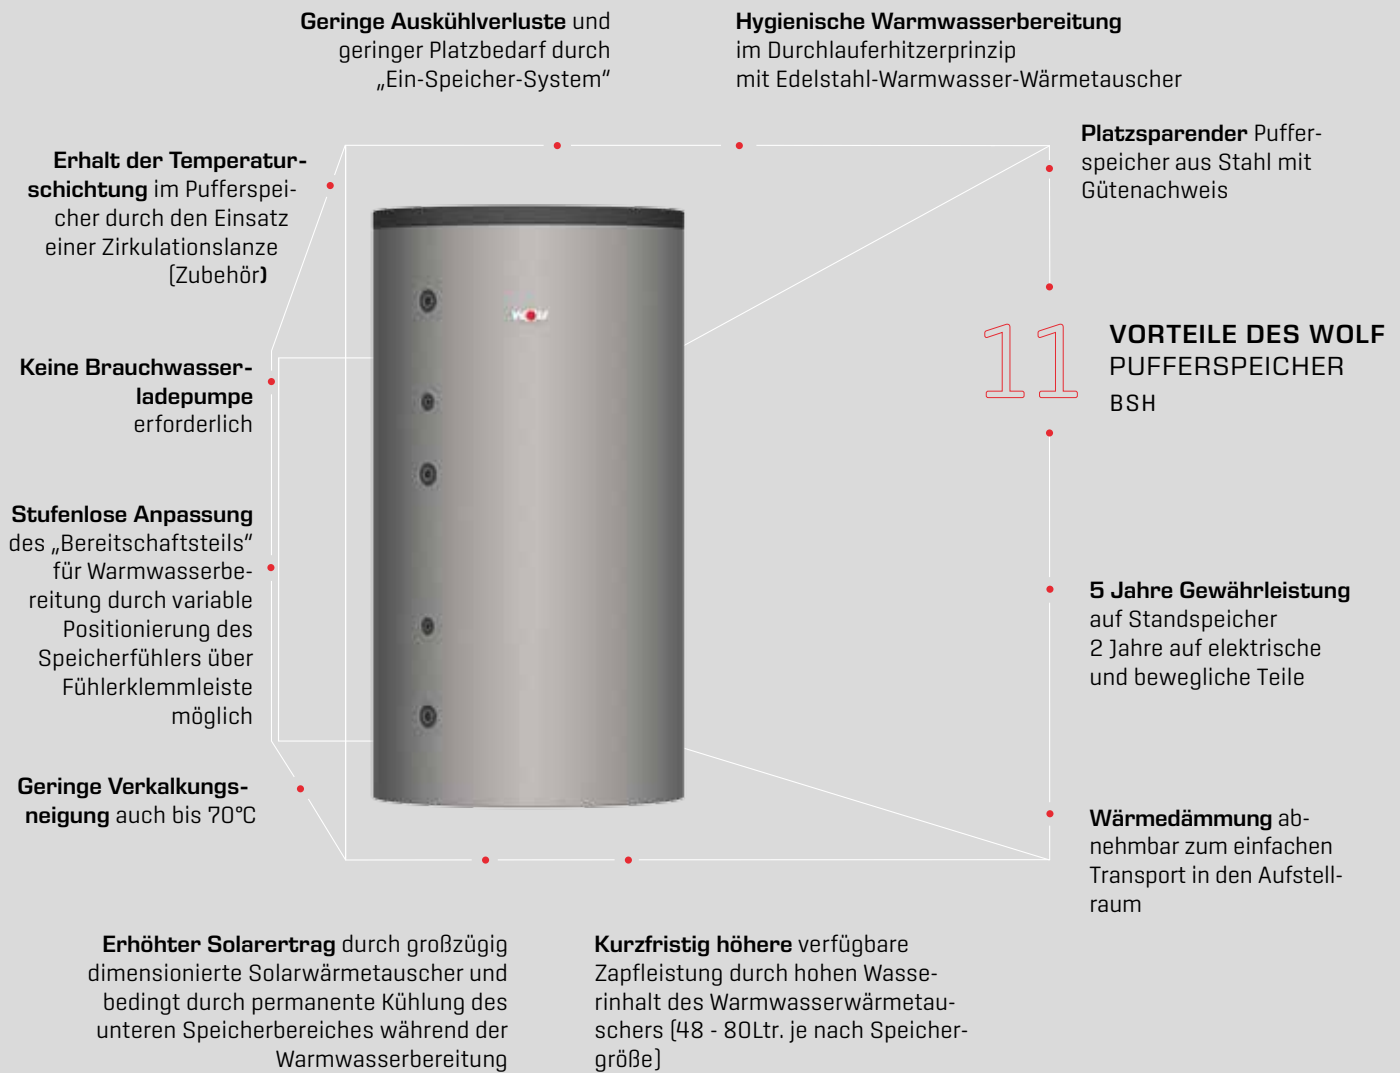 Geringe Auskühlverluste und
geringer Platzbedarf durch
„Ein-Speicher-System“
Hygienische Warmwasserbereitung
im Durchlauferhitzerprinzip
mit Edelstahl-Warmwasser-Wärmetauscher
Erhalt der Temperatur-
schichtung im Pufferspei-
cher durch den Einsatz
einer Zirkulationslanze
(Zubehör)
Platzsparender Puffer-
speicher aus Stahl mit
Gütenachweis
WOLF
11
VORTEILE DES WOLF
PUFFERSPEICHER
BSH
Keine Brauchwasser-
ladepumpe
erforderlich
Stufenlose Anpassung
des „Bereitschaftsteils“
für Warmwasserbe-
reitung durch variable
Positionierung des
Speicherfühlers über
Fühlerklemmleiste
möglich
5 Jahre Gewährleistung
auf Standspeicher
2 Jahre auf elektrische
und bewegliche Teile
Geringe Verkalkungs-
neigung auch bis 70°C
Wärmedämmung ab-
nehmbar zum einfachen
Transport in den Aufstell-
raum
Erhöhter Solarertrag durch großzügig
dimensionierte Solarwärmetauscher und
bedingt durch permanente Kühlung des
unteren Speicherbereiches während der
Warmwasserbereitung
Kurzfristig höhere verfügbare
Zapfleistung durch hohen Wasse-
rinhalt des Warmwasserwärmetau-
schers (48 - 80Ltr. je nach Speicher-
größe)